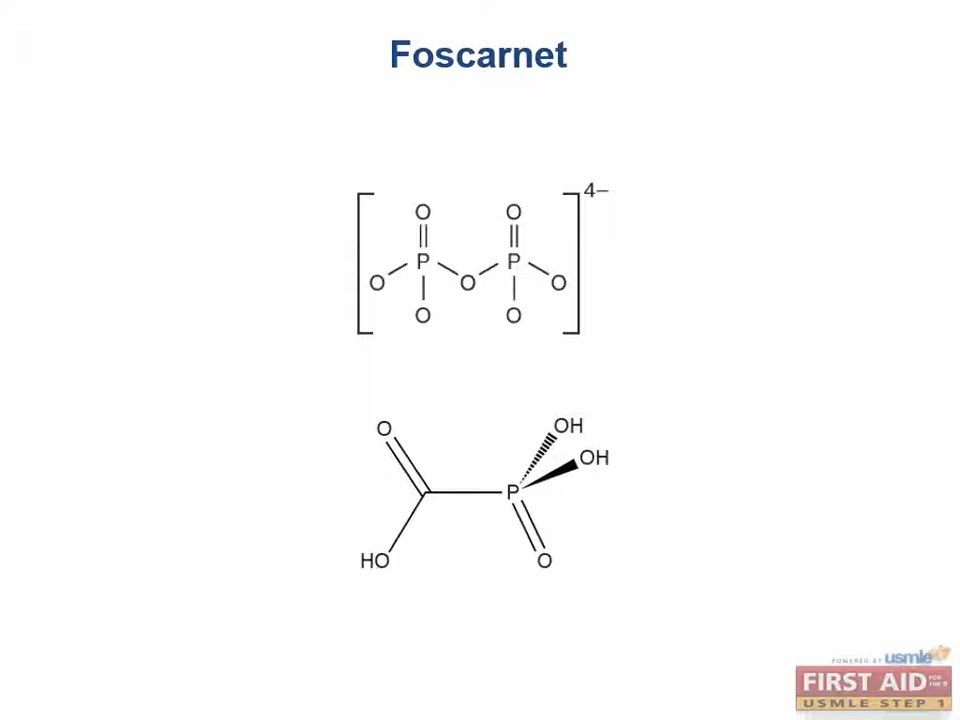 Foscarnet
4–
O O
P P
O O O
O O
O OH
OH
P
HO O
POWERED BY usmle
FIRST AID FOR THE
USMLE STEP 1